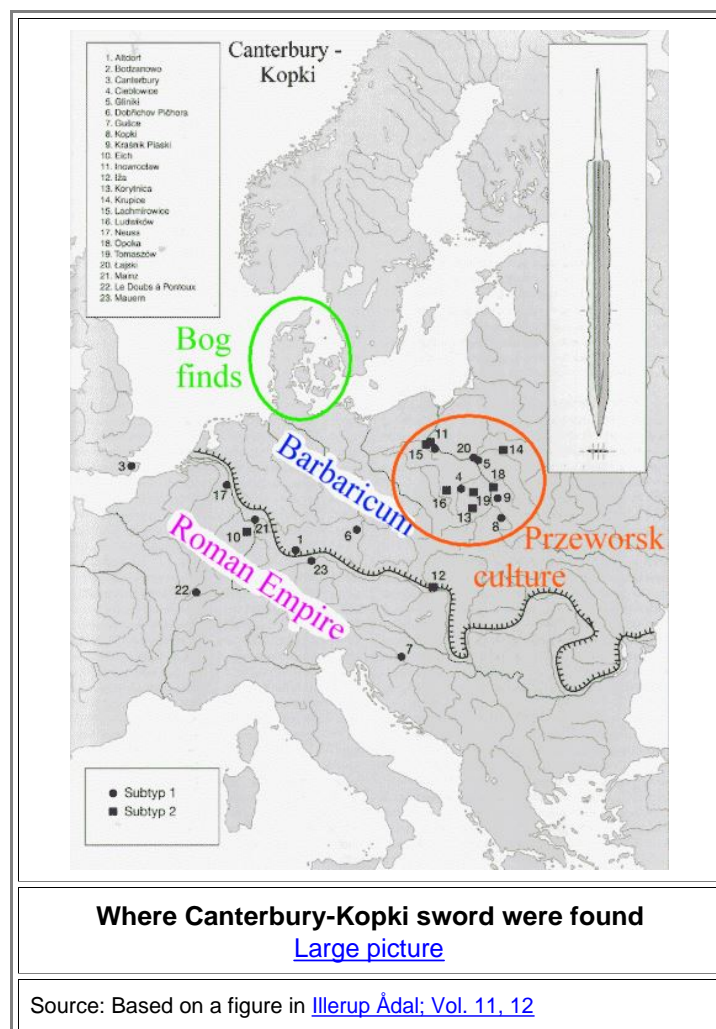 1. Altdorf
2. Bodzanowo
3. Canterbury
4. Ciebłowice
5. Gliniki
6. Dobřichov Pičhora
7. Gušce
8. Kopki
9. Kraśnik Piaski
10. Eich
11. Inowrocław
12. Iža
13. Korytnica
14. Krupice
15. Lachmirowice
16. Ludwików
17. Neuss
18. Opoka
19. Tomaszów
20. Łajski
21. Mainz
22. Le Doubs à Pontoux
23. Mauern
Canterbury -
Kopki
Bog
finds
Barbaricum
Roman Empire
Przeworsk
culture
11
15
20
5
14
4
16
18
19
9
13
8
3
17
10
21
1
6
23
22
12
7
Subtyp 1
Subtyp 2
Where Canterbury-Kopki sword were found
Large picture
Source: Based on a figure in Illerup Ådal; Vol. 11, 12